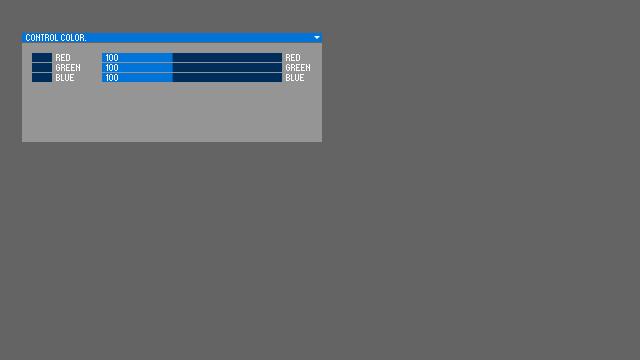 CONTROL COLOR.
RED 100 RED
GREEN 100 GREEN
BLUE 100 BLUE